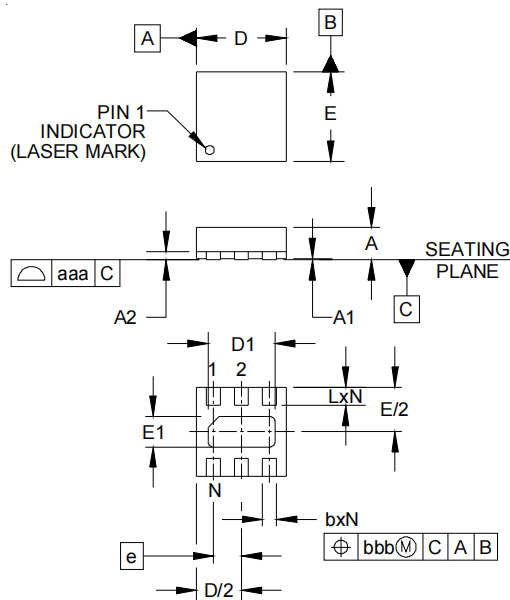 A D B
E
PIN 1
INDICATOR
(LASER MARK)
A
SEATING
PLANE
aaa C
C
A2 A1
D1
1 2
LxN
E/2
E1
N
bxN
e
bbb M C A B
D/2